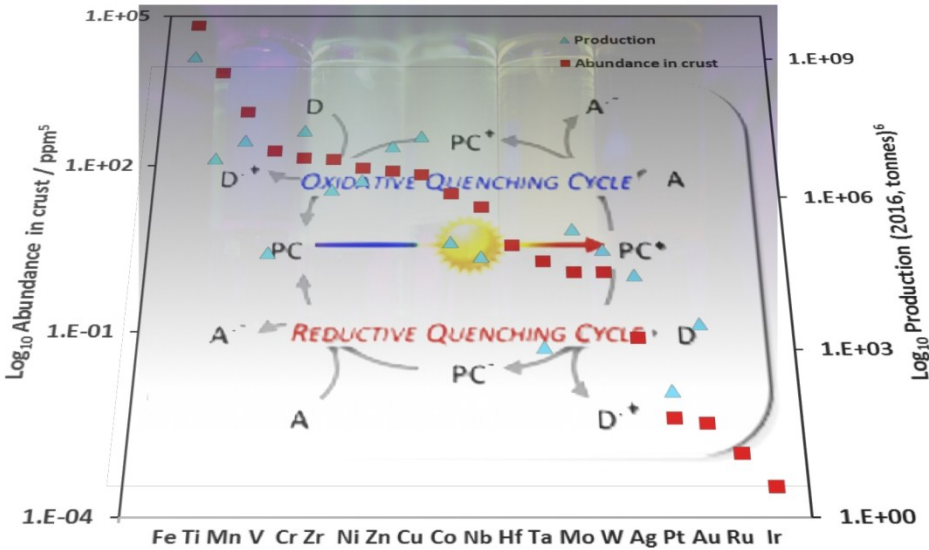 1.E+05
1.E+02
1.E-01
1.E-04
Log10 Abundance in crust / ppm5
Production
Abundance in crust
1.E+09
1.E+06
1.E+03
1.E+00
Log10 Production (2016, tonnes)6
D
PC+
A·-
D·+
OXIDATIVE QUENCHING CYCLE
A
PC
PC*
A·-
REDUCTIVE QUENCHING CYCLE
D
PC-
A
D·+
Fe Ti Mn V Cr Zr Ni Zn Cu Co Nb Hf Ta Mo W Ag Pt Au Ru Ir